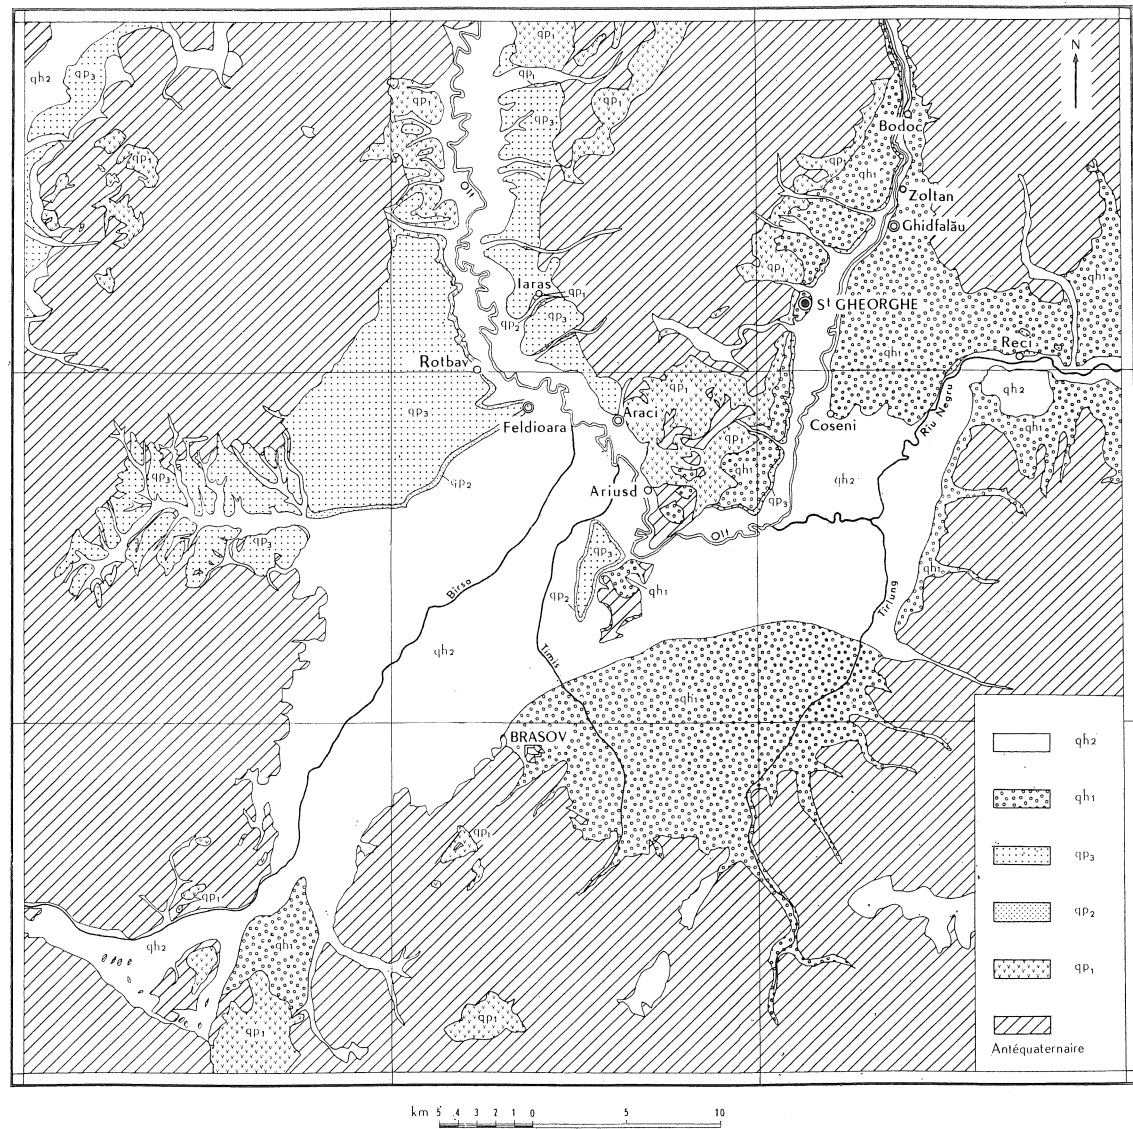 N
qp1
qh2
qp3
qp1
qp1
qp1
qp3
Bodoc
qp1
qp1
qh1
Olt
Zoltan
Ghidfalău
qp1
qh1
Iaras
qp1
St GHEORGHE
qp2
qp3
Reci
Rotbav
qh1
qp1
qh2
Rîu Negru
qp3
Araci
Feldioara
Coseni
qh1
qp1
qp3
qp2
qh1
qh2
Ariusd
qp3
Olt
qp3
qp3
qh1
Bîrsa
qp2
qh1
Tîrlung
qh2
Timis
qh1
BRASOV
qh2
qh1
qp1
qp3
qp1
qp2
qh2
qh1
qp1
qp1
qp1
Antéquaternaire
km 5 4 3 2 1 0 5 10